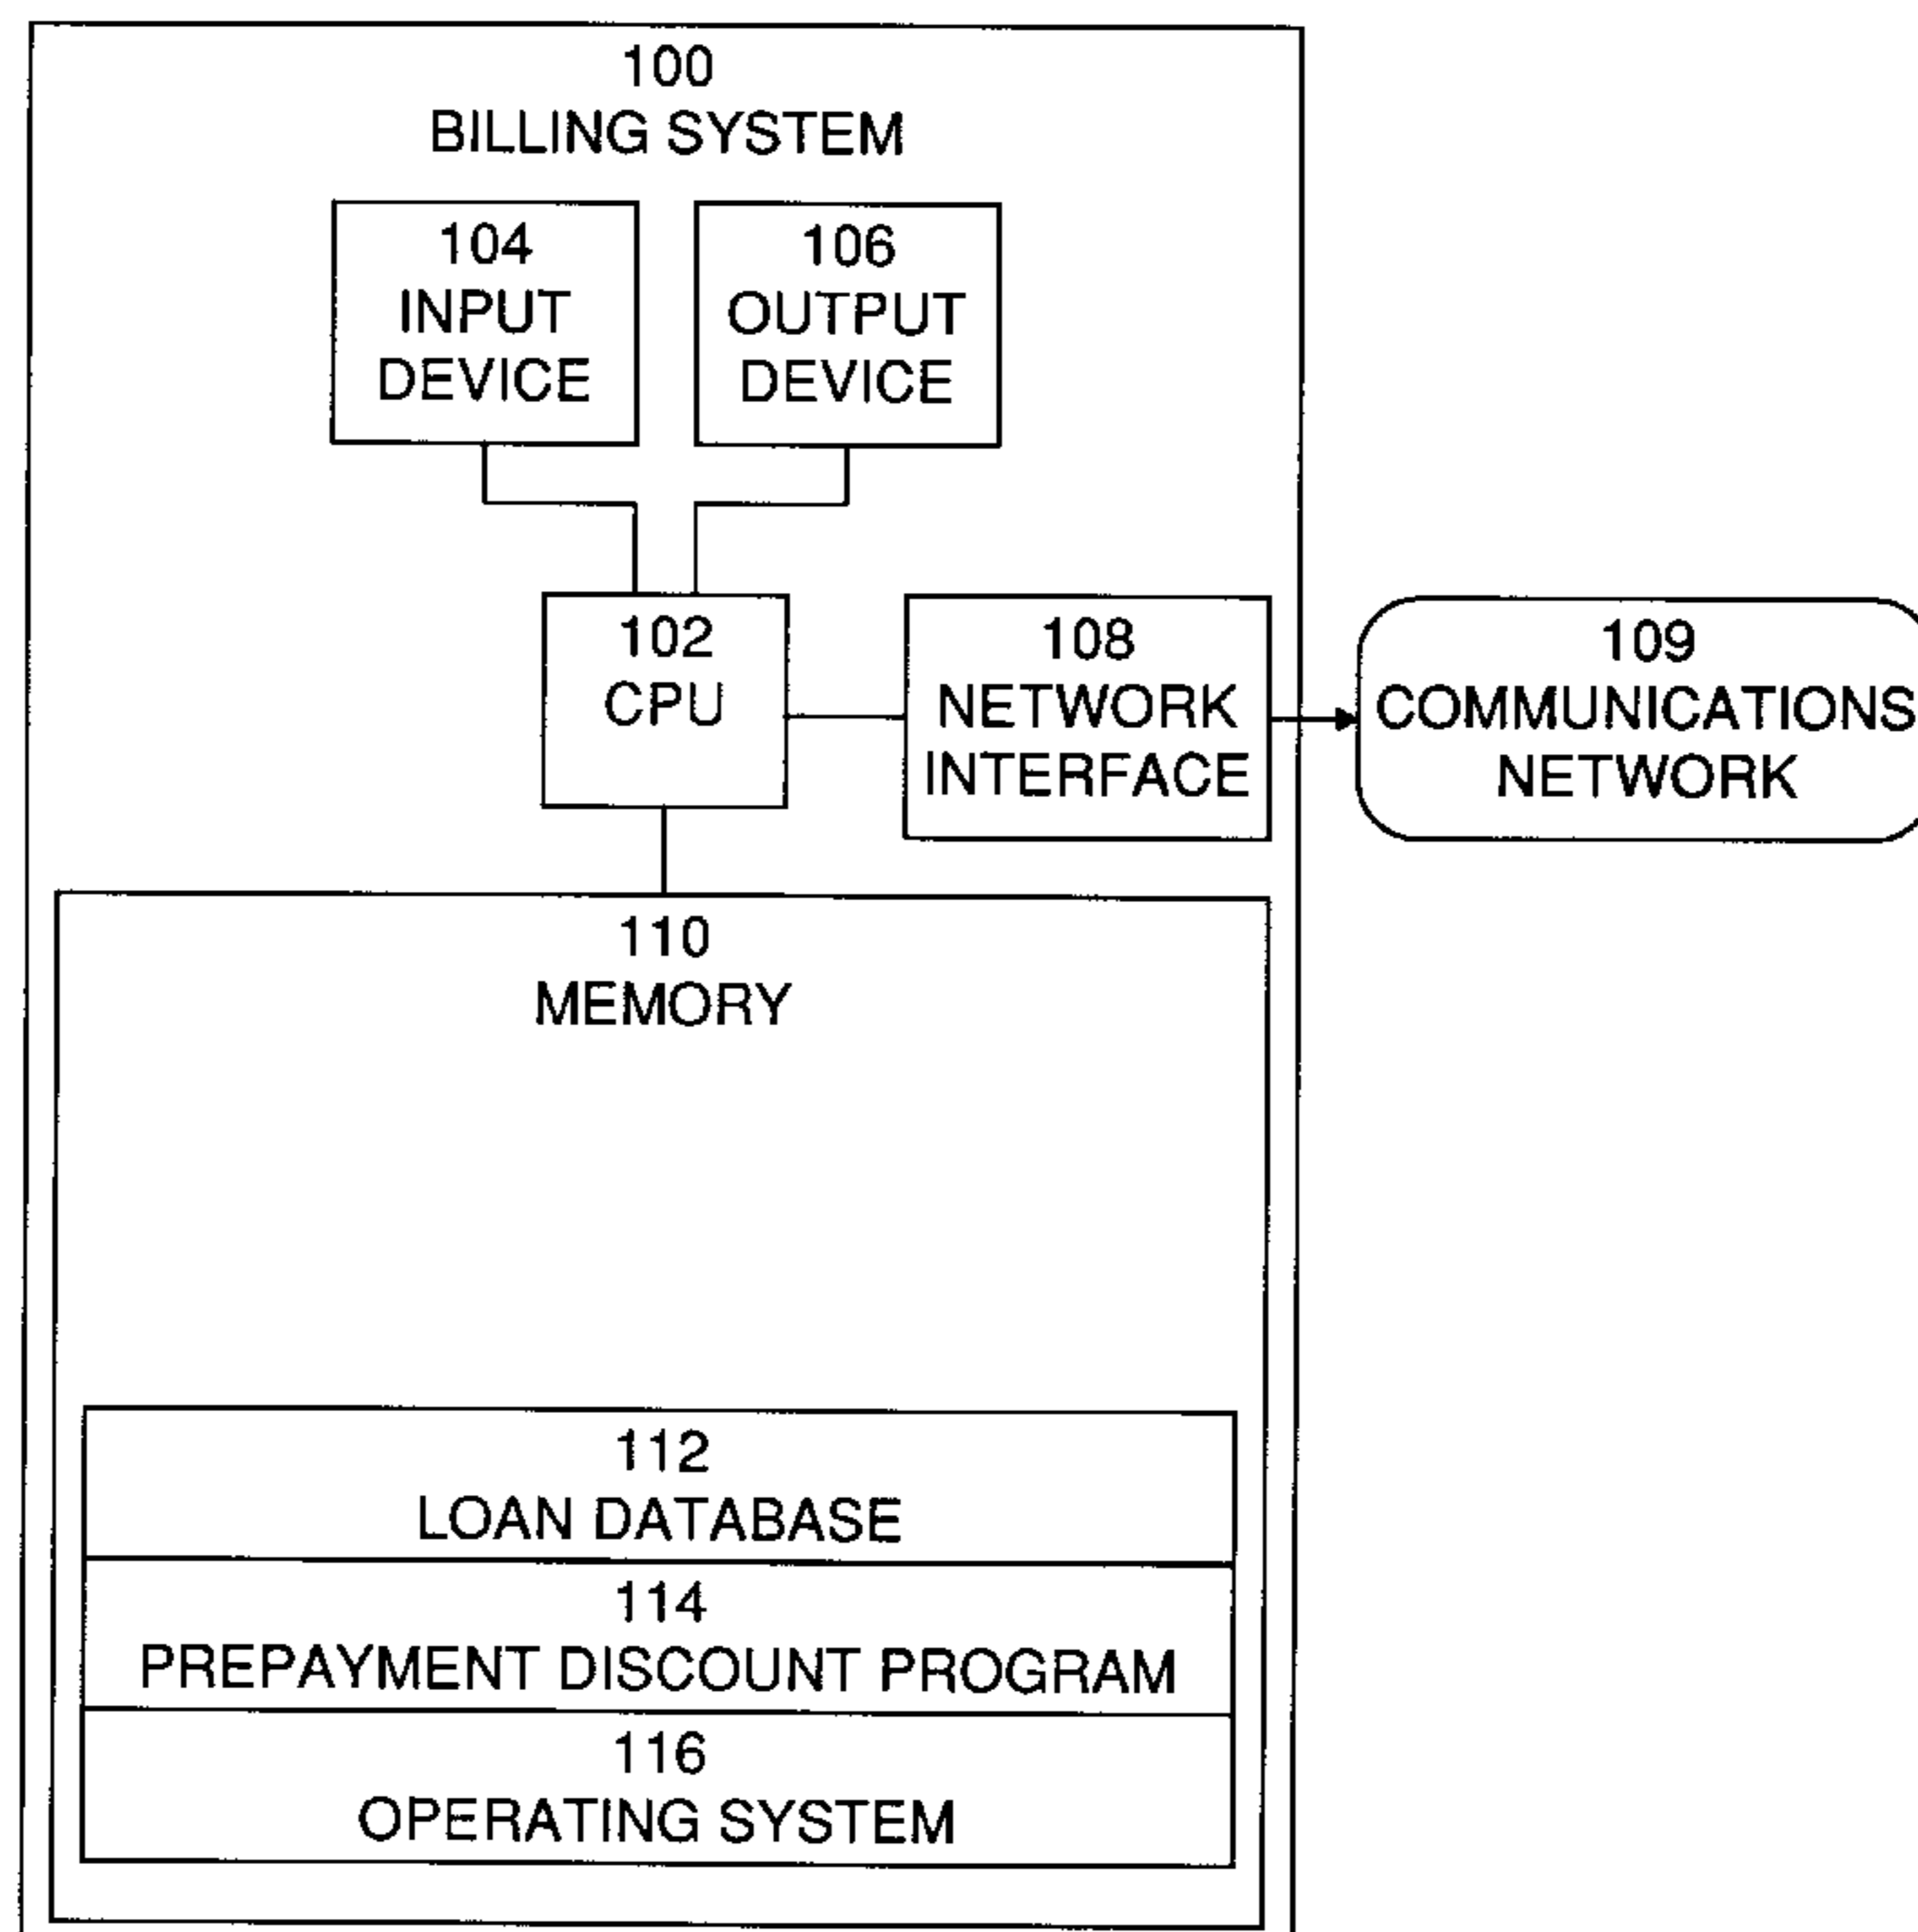 100
BILLING SYSTEM
104
INPUT
DEVICE
106
OUTPUT
DEVICE
102
CPU
108
NETWORK
INTERFACE
109
COMMUNICATIONS
NETWORK
110
MEMORY
112
LOAN DATABASE
114
PREPAYMENT DISCOUNT PROGRAM
116
OPERATING SYSTEM